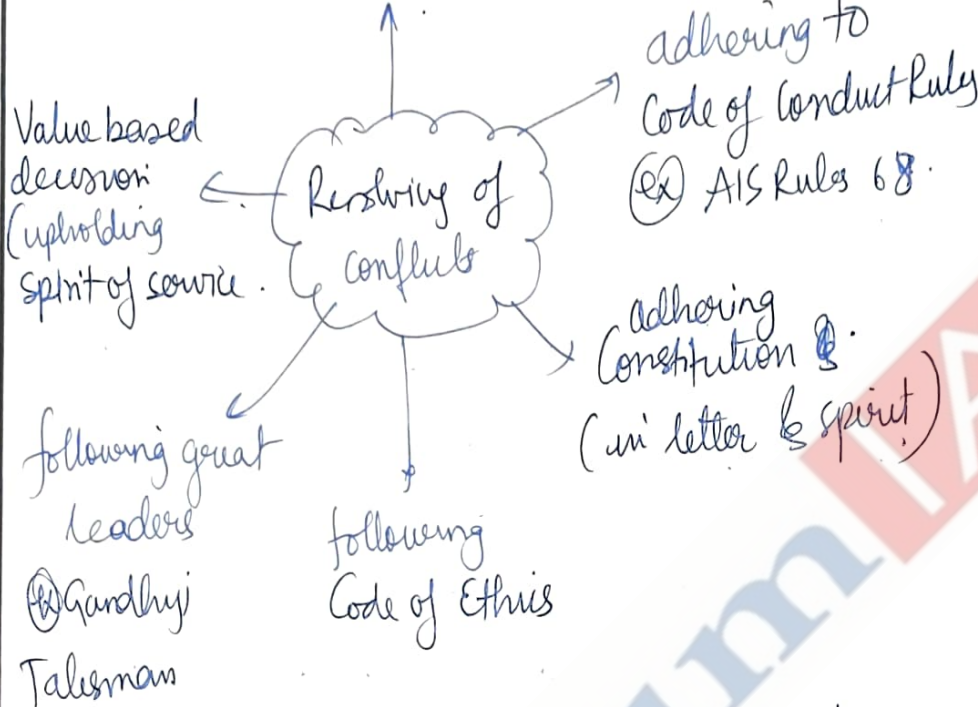 Resolving of
conflicts
adhering to
Code of Conduct Rules
(ex) AIS Rules 68.
adhering
Constitution
(in letter & spirit)
following
Code of Ethics
following great
leaders
(ex) Gandhiji
Talisman
Value based
decision
(upholding
spirit of service.